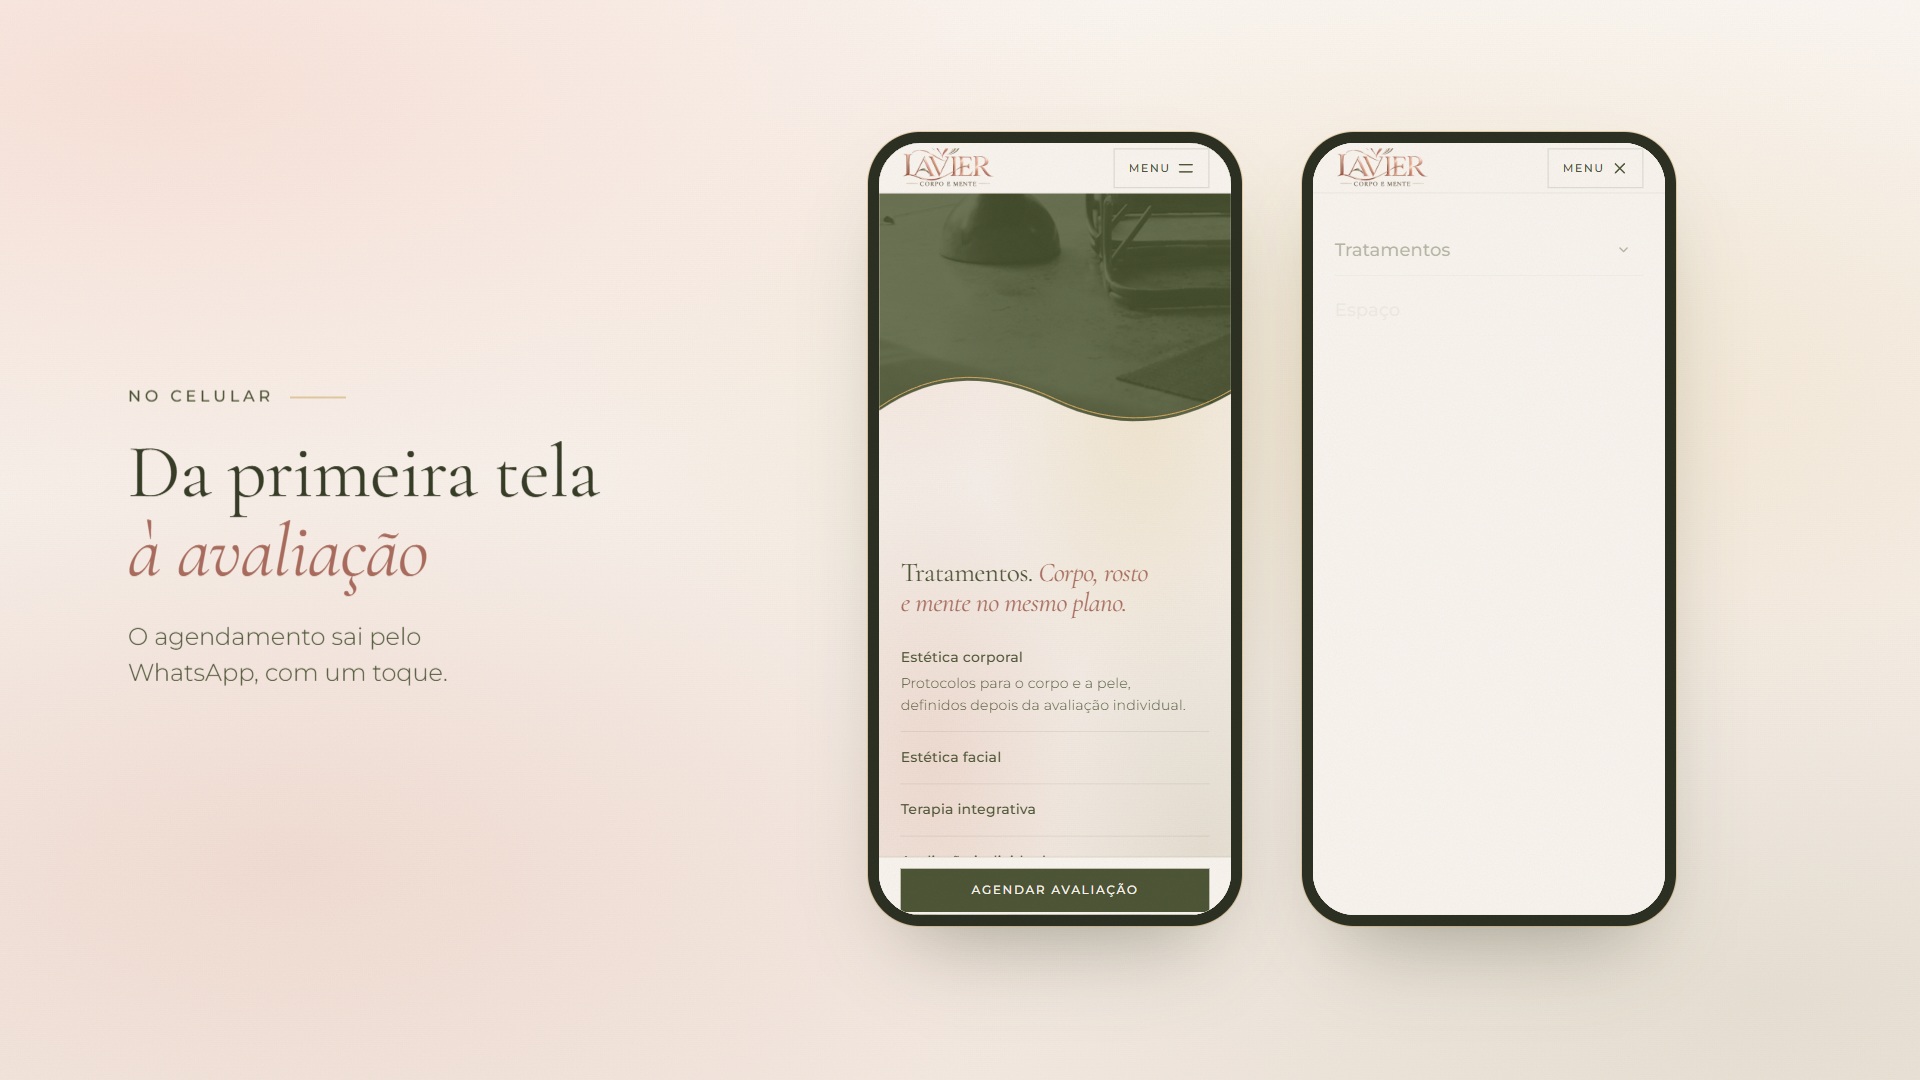 NO CELULAR
Da primeira tela
à avaliação
O agendamento sai pelo
WhatsApp, com um toque.
LAVIER
CORPO E MENTE
MENU
Tratamentos. Corpo, rosto
e mente no mesmo plano.
Estética corporal
Protocolos para o corpo e a pele,
definidos depois da avaliação individual.
Estética facial
Terapia integrativa
AGENDAR AVALIAÇÃO
LAVIER
CORPO E MENTE
MENU
Tratamentos
Espaço